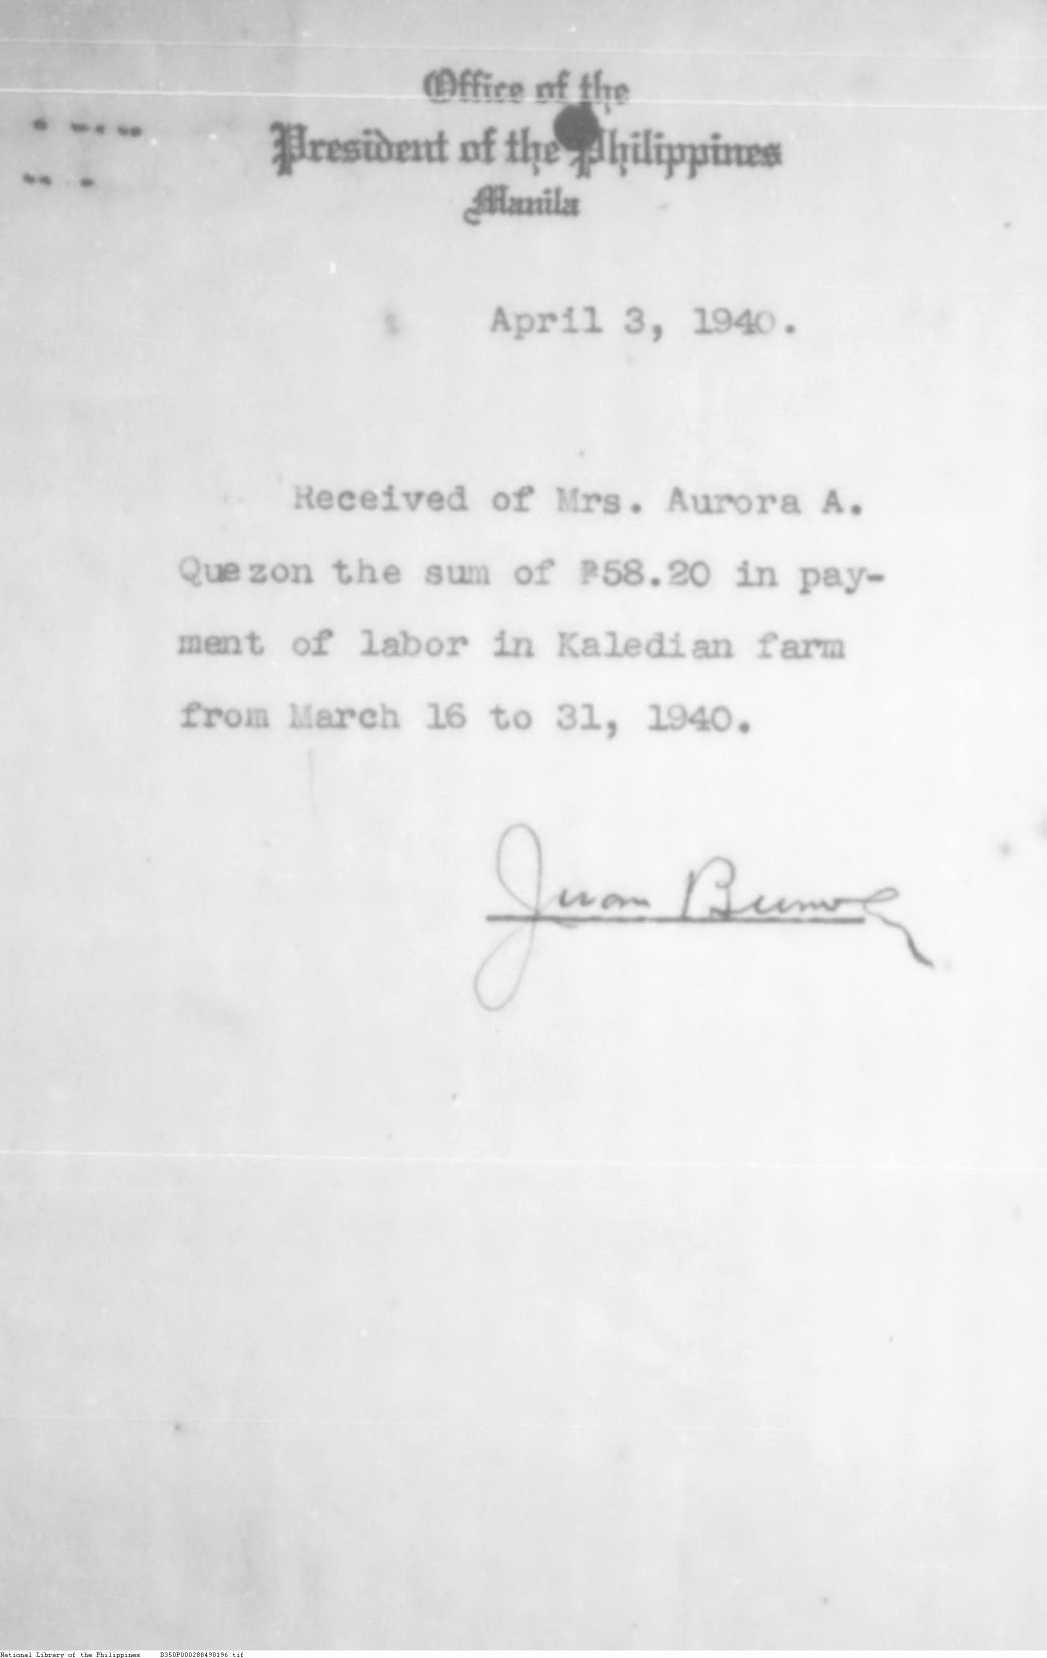 Office of the
President of the Philippines
Manila
April 3, 1940.
Received of Mrs. Aurora A.
Quezon the sum of ₱58.20 in pay-
ment of labor in Kaledian farm
from March 16 to 31, 1940.
Juan
National Library of the Philippines